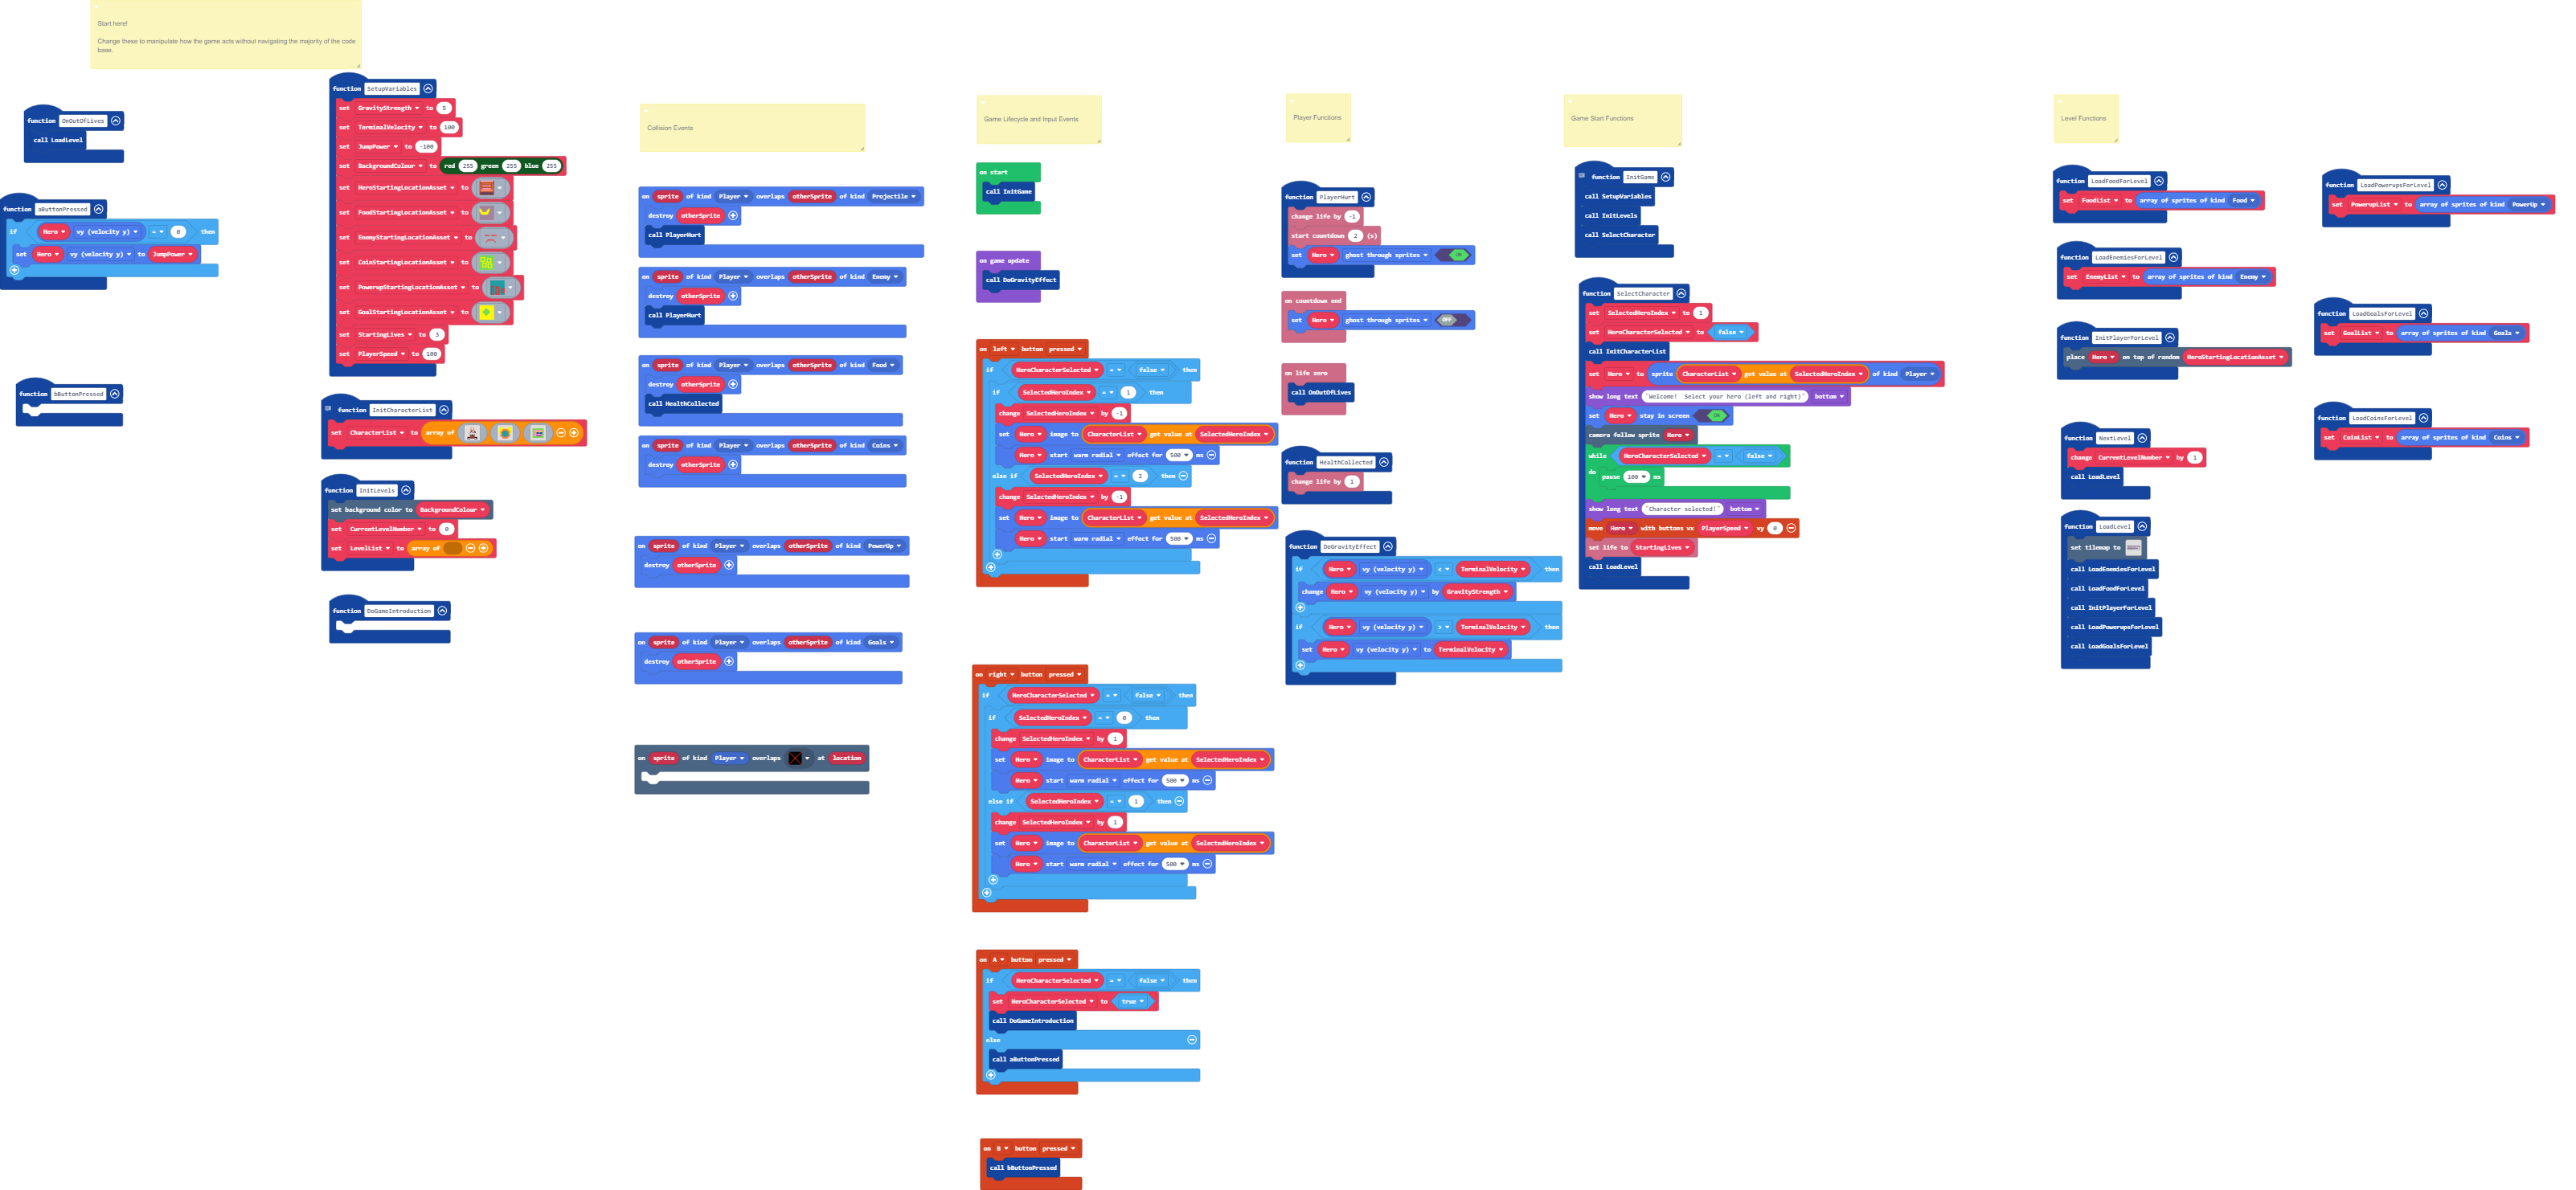 Start here!
Change these to manipulate how the game acts without navigating the majority of the code
base.
function OnOutOfLives
call LoadLevel
function aButtonPressed
if Hero vy (velocity y) = 0 then
set Hero vy (velocity y) to JumpPower
function bButtonPressed
function SetupVariables
set GravityStrength to 5
set TerminalVelocity to 100
set JumpPower to -100
set BackgroundColour to red 255 green 255 blue 255
set HeroStartingLocationAsset to
set FoodStartingLocationAsset to
set EnemyStartingLocationAsset to
set CoinStartingLocationAsset to
set PowerupStartingLocationAsset to
set GoalStartingLocationAsset to
set StartingLives to 3
set PlayerSpeed to 100
function InitCharacterList
set CharacterList to array of
function InitLevels
set background color to BackgroundColour
set CurrentLevelNumber to 0
set LevelList to array of
function DoGameIntroduction
Collision Events
on sprite of kind Player overlaps otherSprite of kind Projectile
destroy otherSprite
call PlayerHurt
on sprite of kind Player overlaps otherSprite of kind Enemy
destroy otherSprite
call PlayerHurt
on sprite of kind Player overlaps otherSprite of kind Food
destroy otherSprite
call HealthCollected
on sprite of kind Player overlaps otherSprite of kind Coins
destroy otherSprite
on sprite of kind Player overlaps otherSprite of kind PowerUp
destroy otherSprite
on sprite of kind Player overlaps otherSprite of kind Goals
destroy otherSprite
on sprite of kind Player overlaps at location
Game Lifecycle and Input Events
on start
call InitGame
on game update
call DoGravityEffect
on left button pressed
if HeroCharacterSelected = false then
if SelectedHeroIndex = 1 then
change SelectedHeroIndex by -1
set Hero image to CharacterList get value at SelectedHeroIndex
Hero start warm radial effect for 500 ms
else if SelectedHeroIndex = 2 then
change SelectedHeroIndex by -1
set Hero image to CharacterList get value at SelectedHeroIndex
Hero start warm radial effect for 500 ms
on right button pressed
if HeroCharacterSelected = false then
if SelectedHeroIndex = 0 then
change SelectedHeroIndex by 1
set Hero image to CharacterList get value at SelectedHeroIndex
Hero start warm radial effect for 500 ms
else if SelectedHeroIndex = 1 then
change SelectedHeroIndex by 1
set Hero image to CharacterList get value at SelectedHeroIndex
Hero start warm radial effect for 500 ms
on A button pressed
if HeroCharacterSelected = false then
set HeroCharacterSelected to true
call DoGameIntroduction
else
call aButtonPressed
on B button pressed
call bButtonPressed
Player Functions
function PlayerHurt
change life by -1
start countdown 2 (s)
set Hero ghost through sprites ON
on countdown end
set Hero ghost through sprites OFF
on life zero
call OnOutOfLives
function HealthCollected
change life by 1
function DoGravityEffect
if Hero vy (velocity y) < TerminalVelocity then
change Hero vy (velocity y) by GravityStrength
if Hero vy (velocity y) > TerminalVelocity then
set Hero vy (velocity y) to TerminalVelocity
Game Start Functions
function InitGame
call SetupVariables
call InitLevels
call SelectCharacter
function SelectCharacter
set SelectedHeroIndex to 1
set HeroCharacterSelected to false
call InitCharacterList
set Hero to sprite CharacterList get value at SelectedHeroIndex of kind Player
show long text "Welcome! Select your hero (left and right)" bottom
set Hero stay in screen ON
camera follow sprite Hero
while HeroCharacterSelected = false
do
pause 100 ms
show long text "Character selected!" bottom
move Hero with buttons vx PlayerSpeed vy 0
set life to StartingLives
call LoadLevel
Level Functions
function LoadFoodForLevel
set FoodList to array of sprites of kind Food
function LoadEnemiesForLevel
set EnemyList to array of sprites of kind Enemy
function InitPlayerForLevel
place Hero on top of random HeroStartingLocationAsset
function NextLevel
change CurrentLevelNumber by 1
call LoadLevel
function LoadLevel
set tilemap to
call LoadEnemiesForLevel
call LoadFoodForLevel
call InitPlayerForLevel
call LoadPowerupsForLevel
call LoadGoalsForLevel
function LoadPowerupsForLevel
set PowerupList to array of sprites of kind PowerUp
function LoadGoalsForLevel
set GoalList to array of sprites of kind Goals
function LoadCoinsForLevel
set CoinList to array of sprites of kind Coins